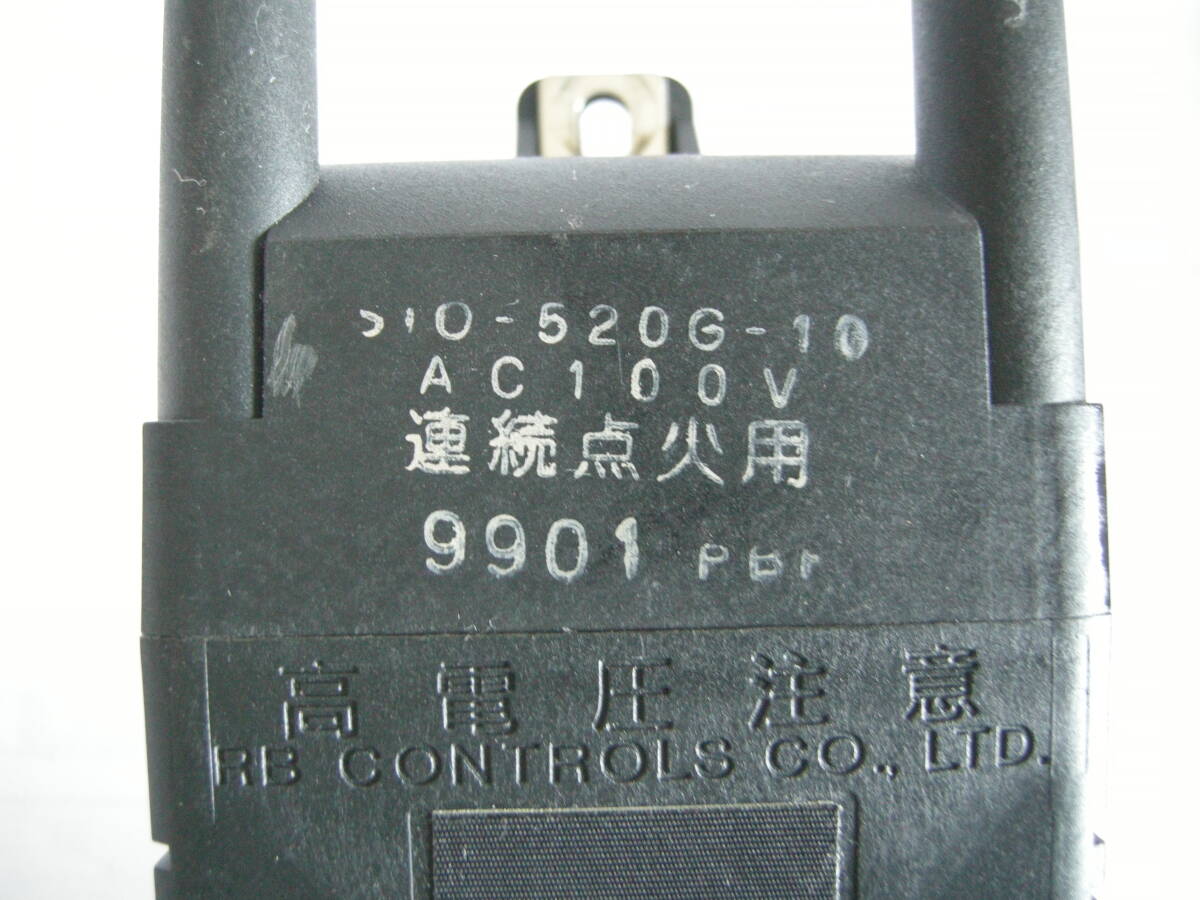 -520G-10
AC100V
連続点火用
9901
高電圧注意
RB CONTROLS CO., LTD.